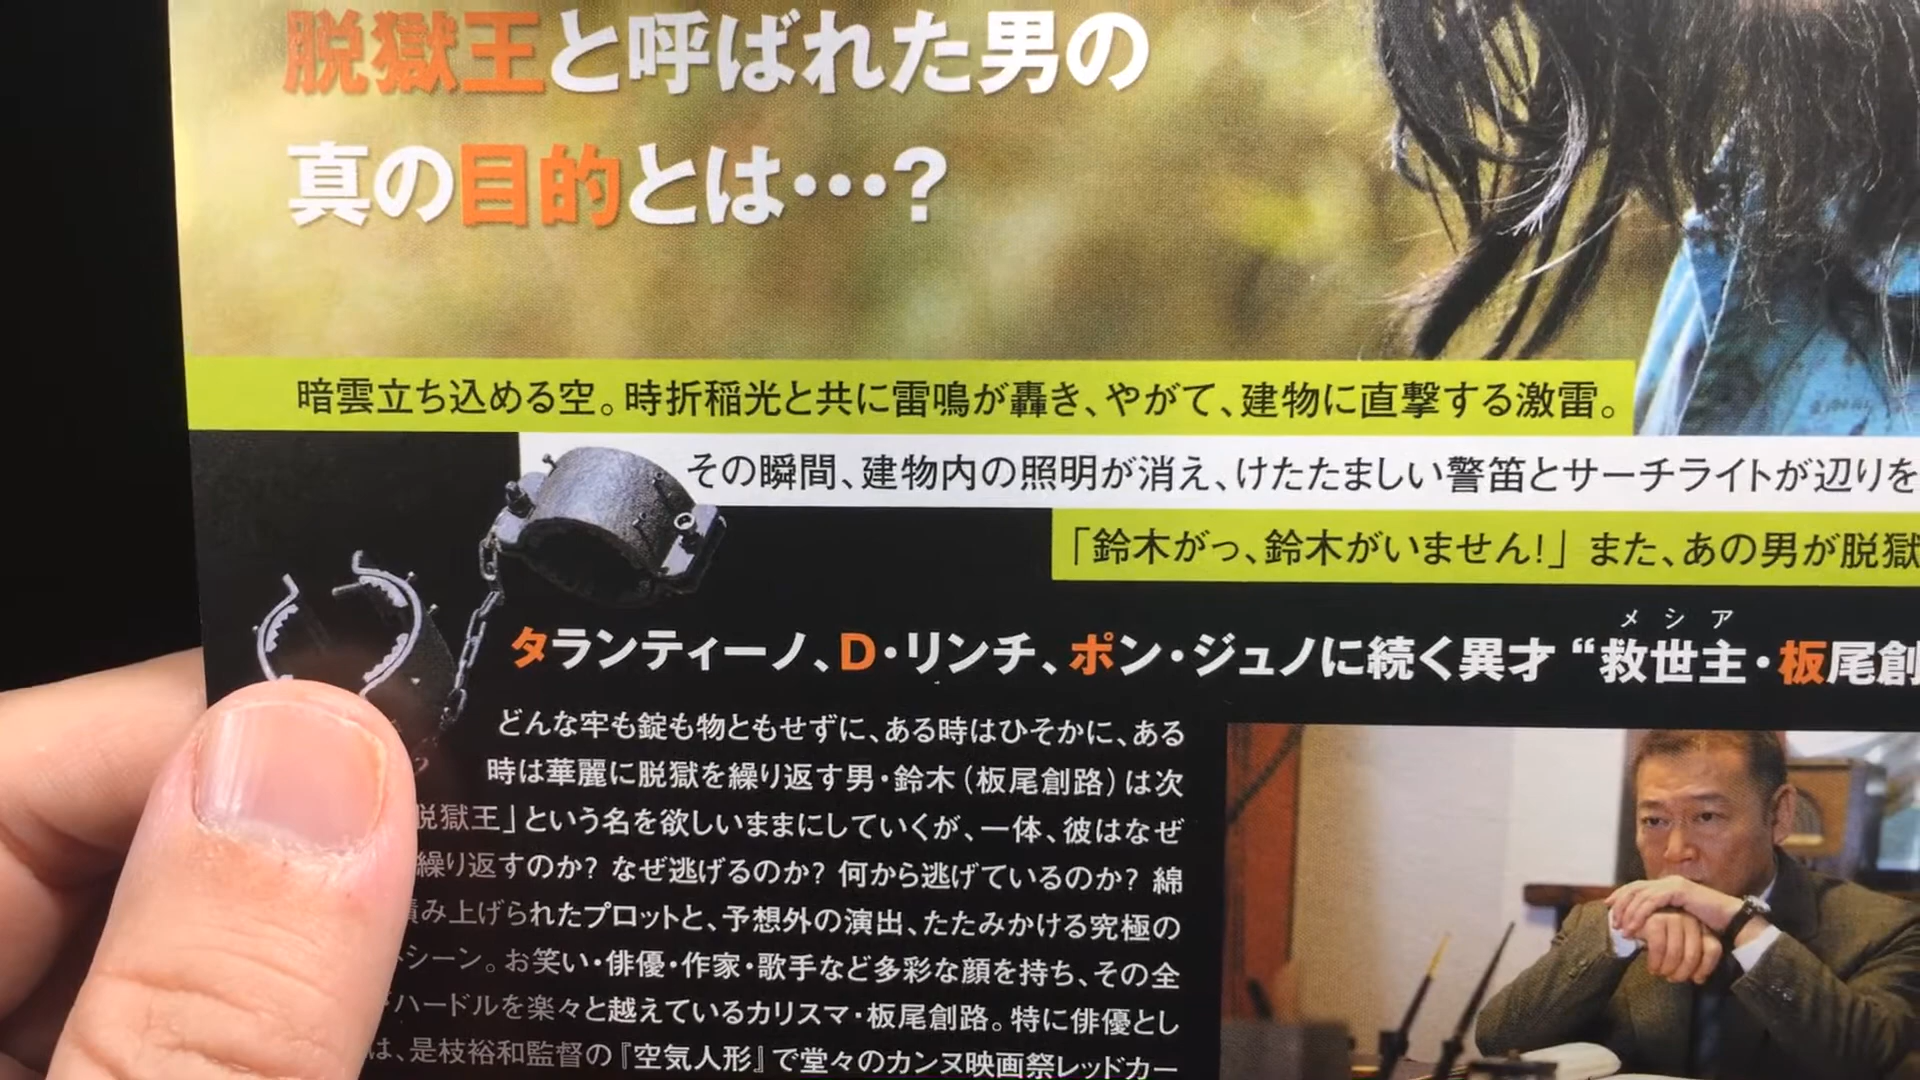 脱獄王と呼ばれた男の
真の目的とは…?
暗雲立ち込める空。時折稲光と共に雷鳴が轟き、やがて、建物に直撃する激雷。
その瞬間、建物内の照明が消え、けたたましい警笛とサーチライトが辺りを
「鈴木がっ、鈴木がいません!」また、あの男が脱獄
メシア
タランティーノ、D・リンチ、ポン・ジュノに続く異才“救世主・板尾創
どんな牢も錠も物ともせずに、ある時はひそかに、ある
時は華麗に脱獄を繰り返す男・鈴木(板尾創路)は次
脱獄王」という名を欲しいままにしていくが、一体、彼はなぜ
繰り返すのか? なぜ逃げるのか? 何から逃げているのか? 綿
積み上げられたプロットと、予想外の演出、たたみかける究極の
シーン。お笑い・俳優・作家・歌手など多彩な顔を持ち、その全
ハードルを楽々と越えているカリスマ・板尾創路。特に俳優とし
は、是枝裕和監督の『空気人形』で堂々のカンヌ映画祭レッドカー